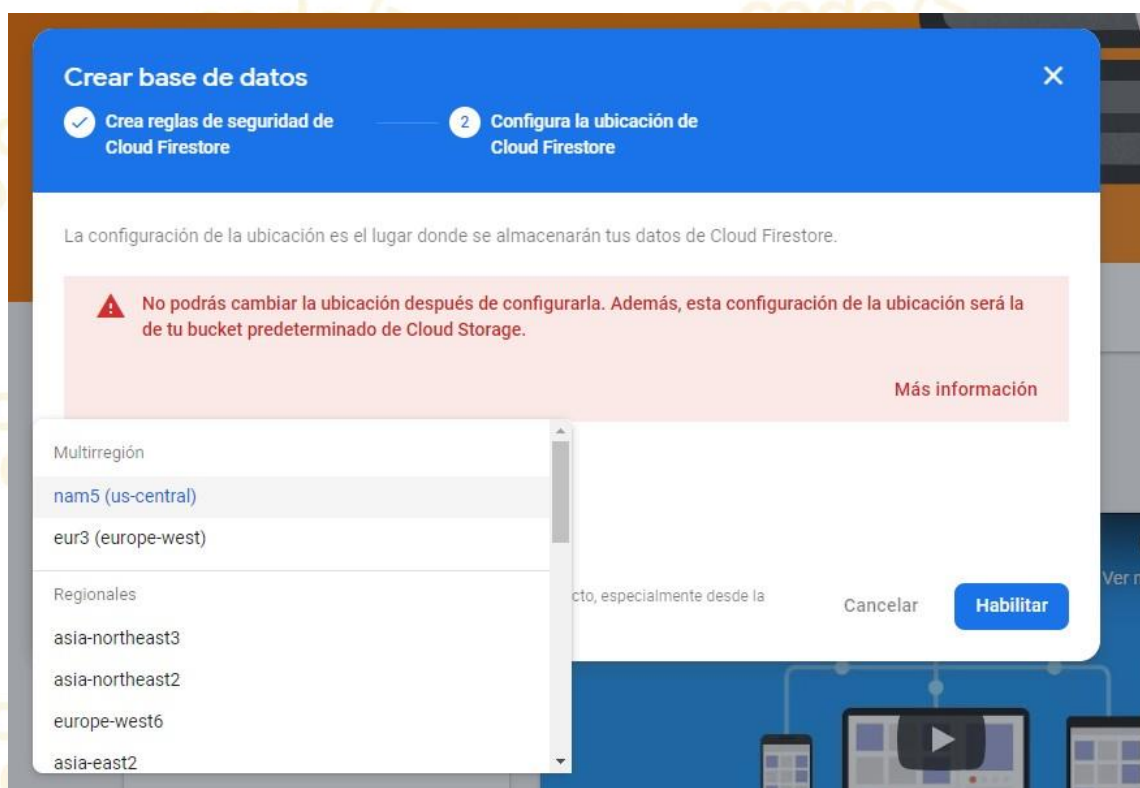 Crear base de datos
Crea reglas de seguridad de
Cloud Firestore
2
Configura la ubicación de
Cloud Firestore
La configuración de la ubicación es el lugar donde se almacenarán tus datos de Cloud Firestore.
No podrás cambiar la ubicación después de configurarla. Además, esta configuración de la ubicación será la
de tu bucket predeterminado de Cloud Storage.
Más información
Multirregión
nam5 (us-central)
eur3 (europe-west)
Regionales
asia-northeast3
asia-northeast2
europe-west6
asia-east2
especialmente desde la
Cancelar
Habilitar
Ver